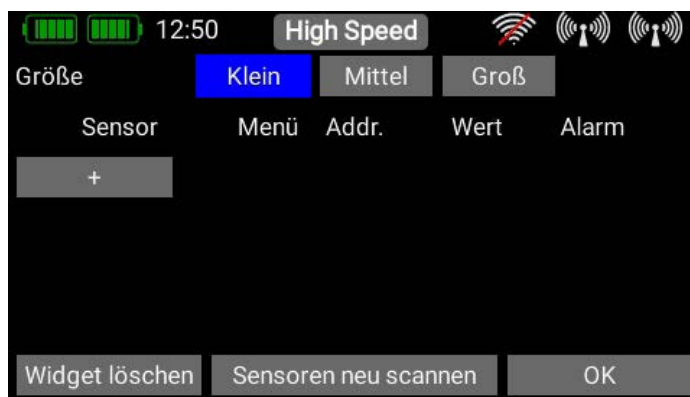 12:50 High Speed
Größe Klein Mittel Groß
Sensor Menü Addr. Wert Alarm
+
Widget löschen Sensoren neu scannen OK